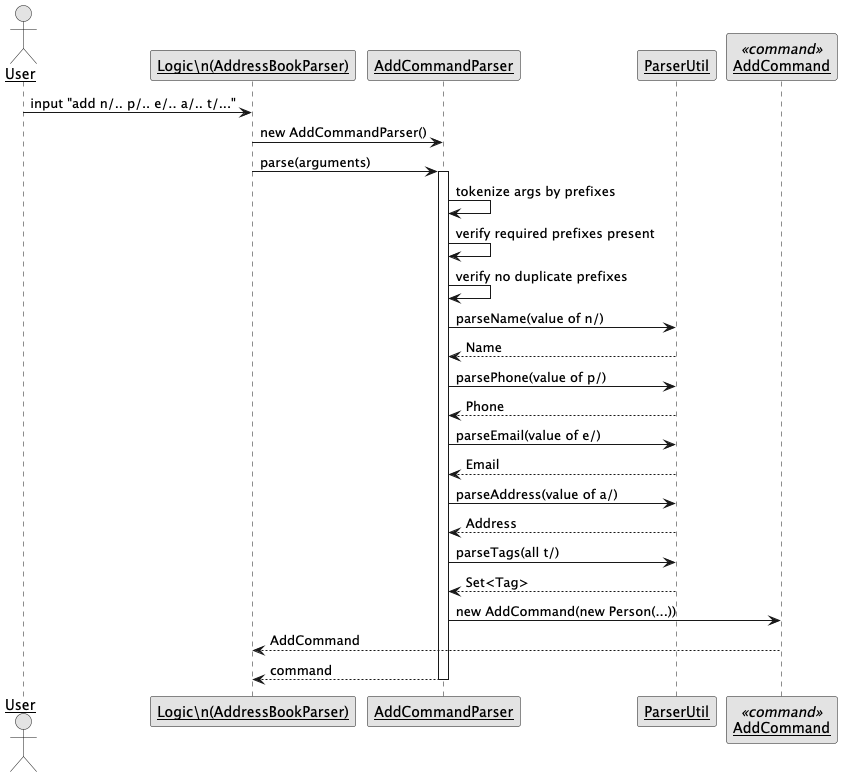 User
Logic\n(AddressBookParser)
AddCommandParser
ParserUtil
«command»
AddCommand
input "add n/.. p/.. e/.. a/.. t/..."
new AddCommandParser()
parse(arguments)
tokenize args by prefixes
verify required prefixes present
verify no duplicate prefixes
parseName(value of n/)
Name
parsePhone(value of p/)
Phone
parseEmail(value of e/)
Email
parseAddress(value of a/)
Address
parseTags(all t/)
Set<Tag>
new AddCommand(new Person(...))
AddCommand
command
User
Logic\n(AddressBookParser)
AddCommandParser
ParserUtil
«command»
AddCommand